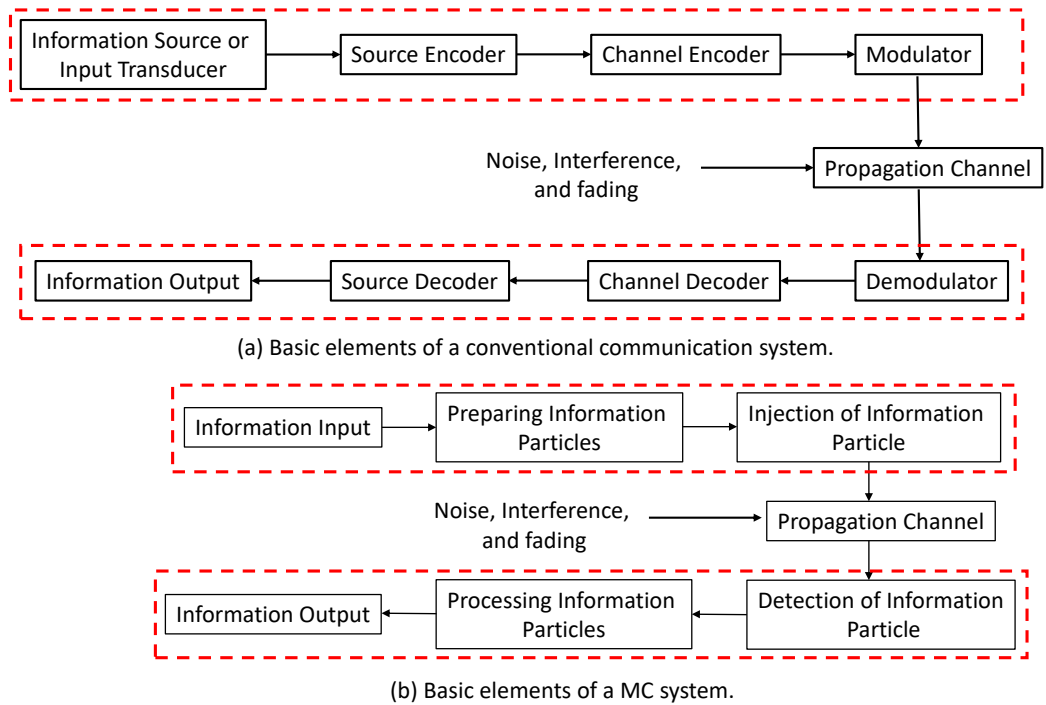 Information Source or
Input Transducer
Source Encoder
Channel Encoder
Modulator
Noise, Interference,
and fading
Propagation Channel
Information Output
Source Decoder
Channel Decoder
Demodulator
(a) Basic elements of a conventional communication system.
Information Input
Preparing Information
Particles
Injection of Information
Particle
Noise, Interference,
and fading
Propagation Channel
Information Output
Processing Information
Particles
Detection of Information
Particle
(b) Basic elements of a MC system.